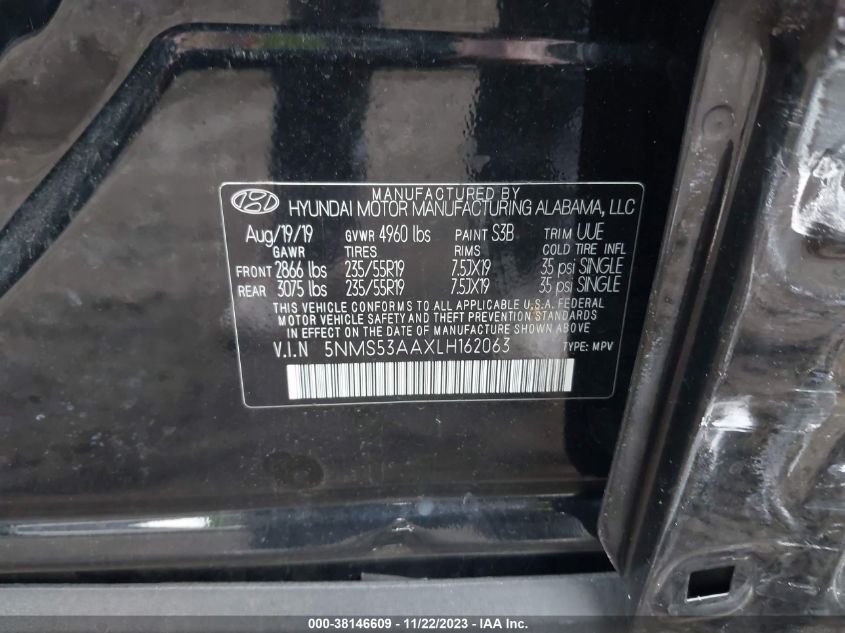 MANUFACTURED BY
HYUNDAI MOTOR MANUFACTURING ALABAMA, LLC
Aug/19/19 GVWR 4960 lbs PAINT S3B TRIM UUE
GAWR TIRES RIMS COLD TIRE INFL
FRONT 2866 lbs 235/55R19 7.5JX19 35 psi SINGLE
REAR 3075 lbs 235/55R19 7.5JX19 35 psi SINGLE
THIS VEHICLE CONFORMS TO ALL APPLICABLE U.S.A. FEDERAL
MOTOR VEHICLE SAFETY AND THEFT PREVENTION STANDARDS
IN EFFECT ON THE DATE OF MANUFACTURE SHOWN ABOVE
V.I.N 5NMS53AAXLH162063 TYPE: MPV
000-38146609 - 11/22/2023 - IAA Inc.